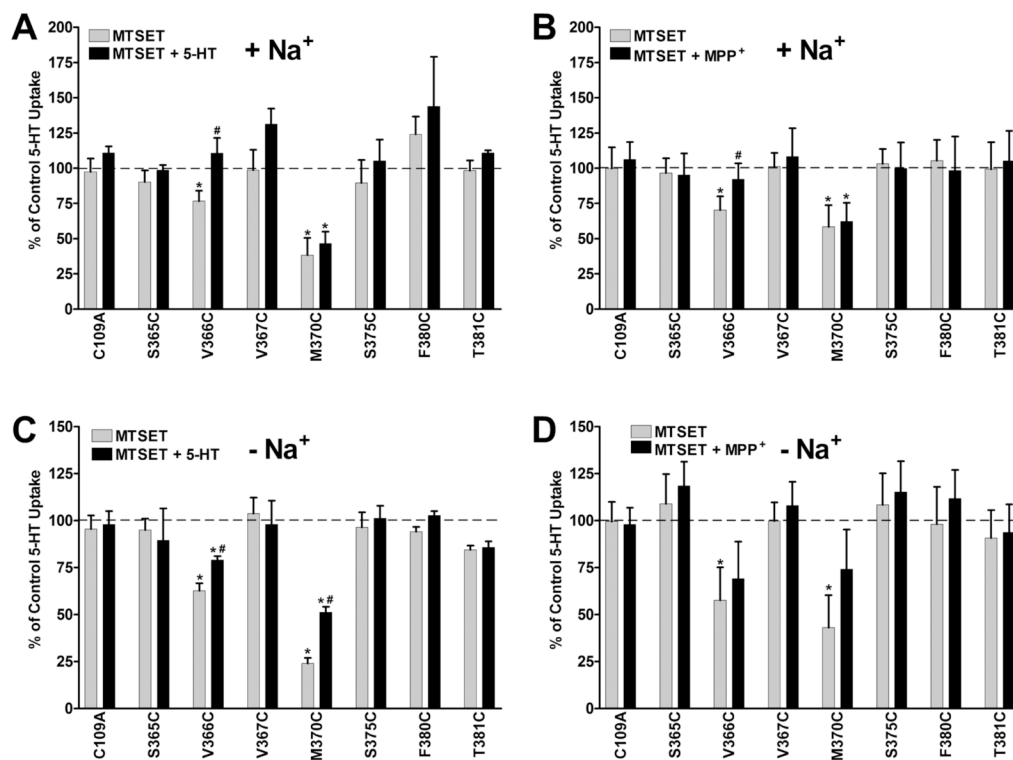 A
MTSET
MTSET + 5-HT
+ Na⁺
% of Control 5-HT Uptake
200
175
150
125
100
75
50
25
0
#
*
*
*
C109A
S365C
V366C
V367C
M370C
S375C
F380C
T381C
B
MTSET
MTSET + MPP⁺
+ Na⁺
% of Control 5-HT Uptake
200
175
150
125
100
75
50
25
0
#
*
*
*
C109A
S365C
V366C
V367C
M370C
S375C
F380C
T381C
C
MTSET
MTSET + 5-HT
- Na⁺
% of Control 5-HT Uptake
150
125
100
75
50
25
0
*
*#
*
*#
C109A
S365C
V366C
V367C
M370C
S375C
F380C
T381C
D
MTSET
MTSET + MPP⁺
- Na⁺
% of Control 5-HT Uptake
150
125
100
75
50
25
0
*
*
C109A
S365C
V366C
V367C
M370C
S375C
F380C
T381C